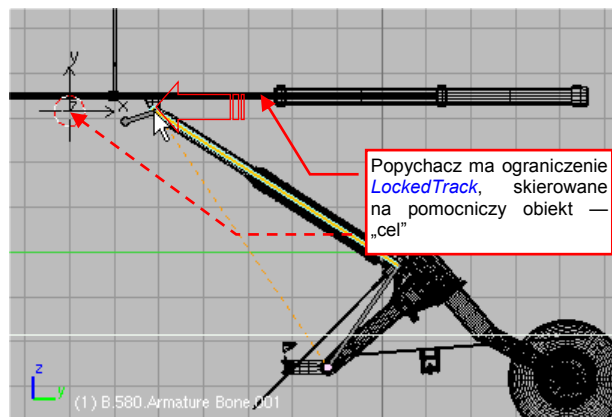 y
x
Popychacz ma ograniczenie
LockedTrack, skierowane
na pomocniczy obiekt —
„cel”
z
y
(1) B.580.Armature Bone.001